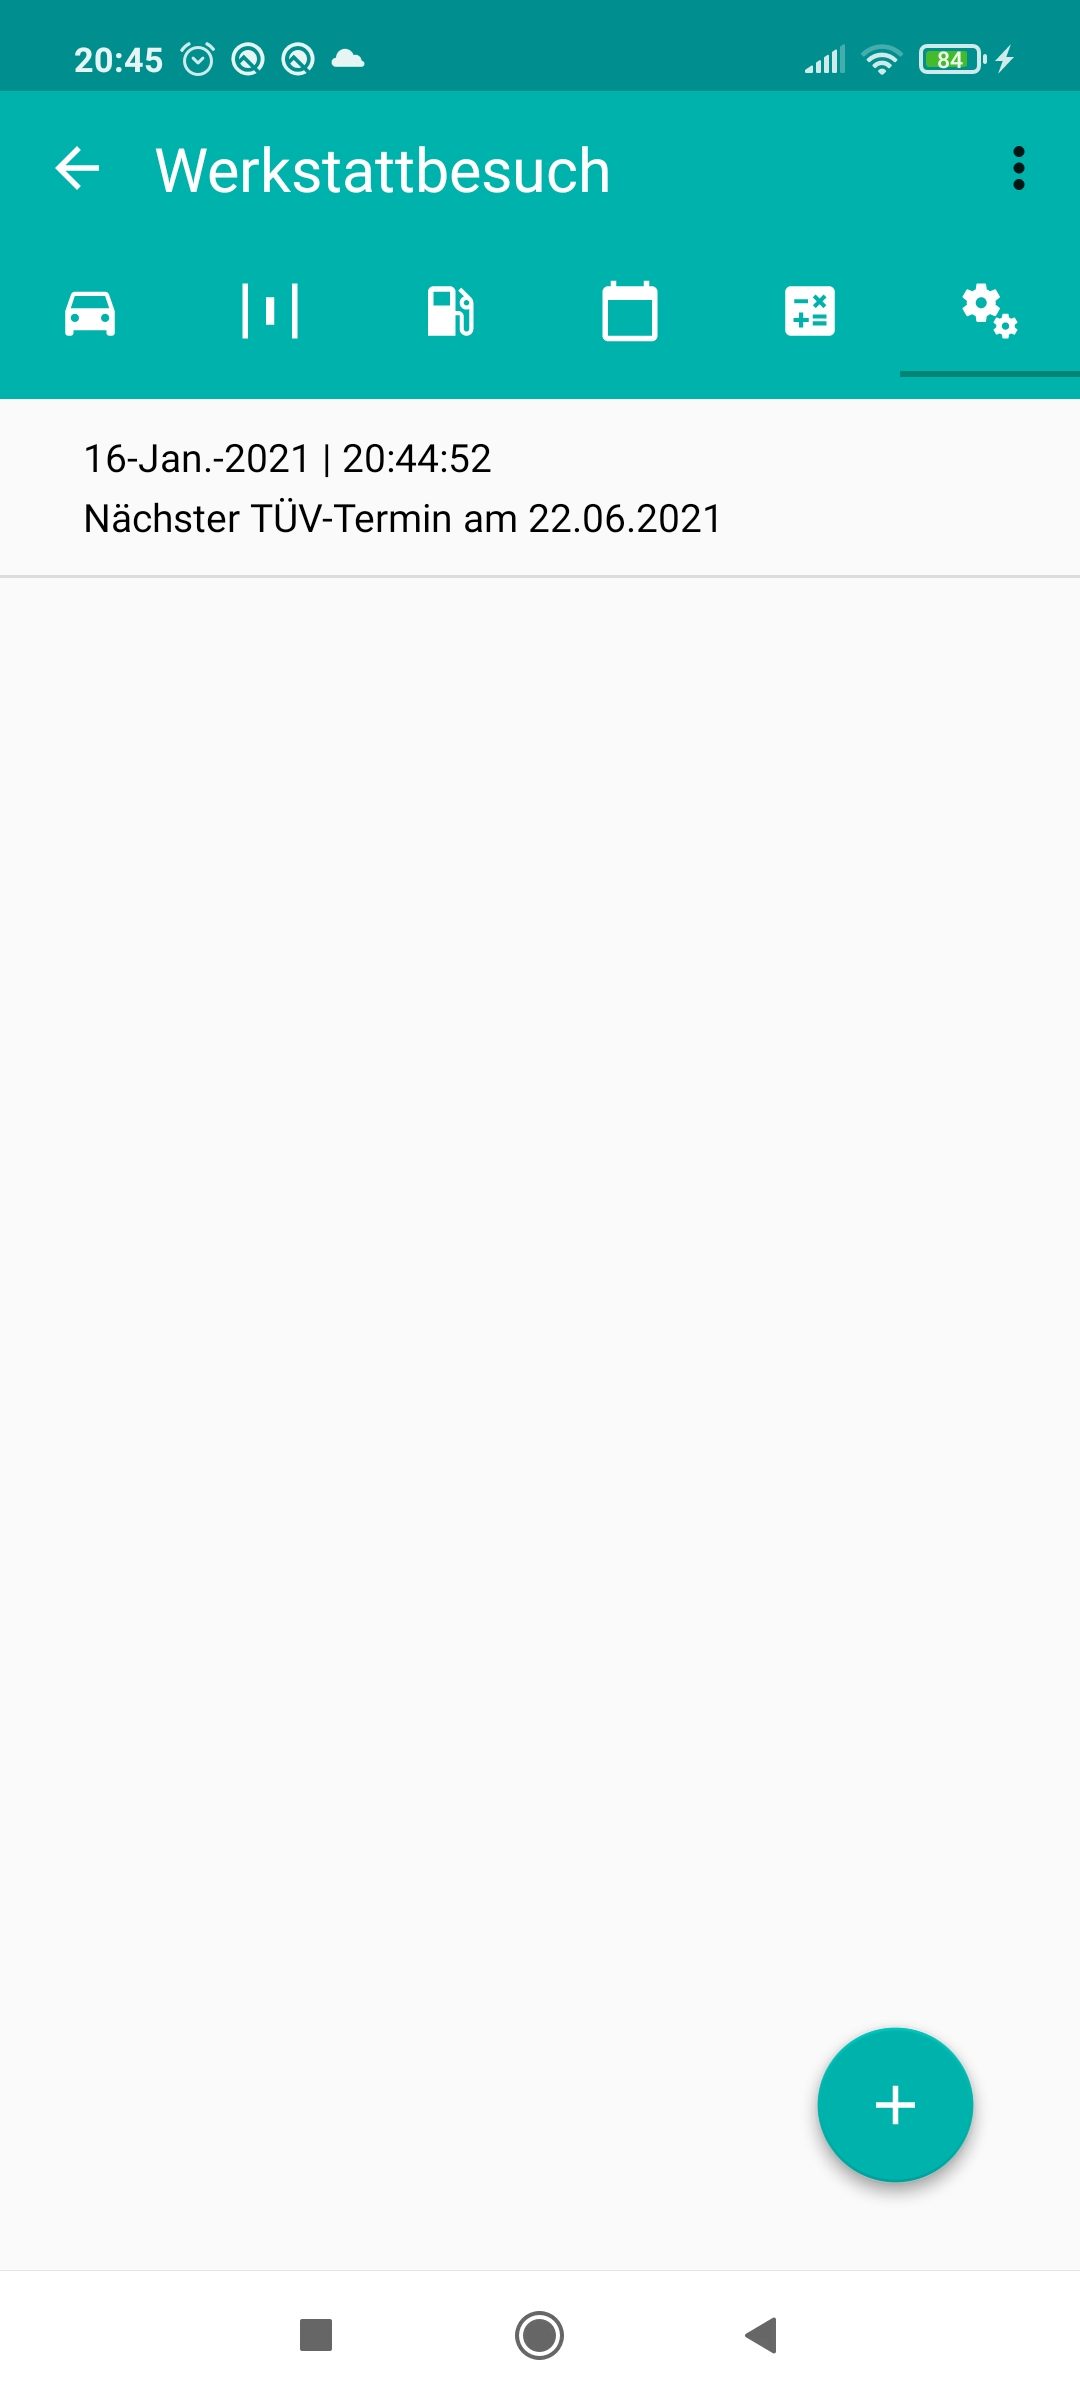 20:45
84
Werkstattbesuch
16-Jan.-2021 | 20:44:52
Nächster TÜV-Termin am 22.06.2021